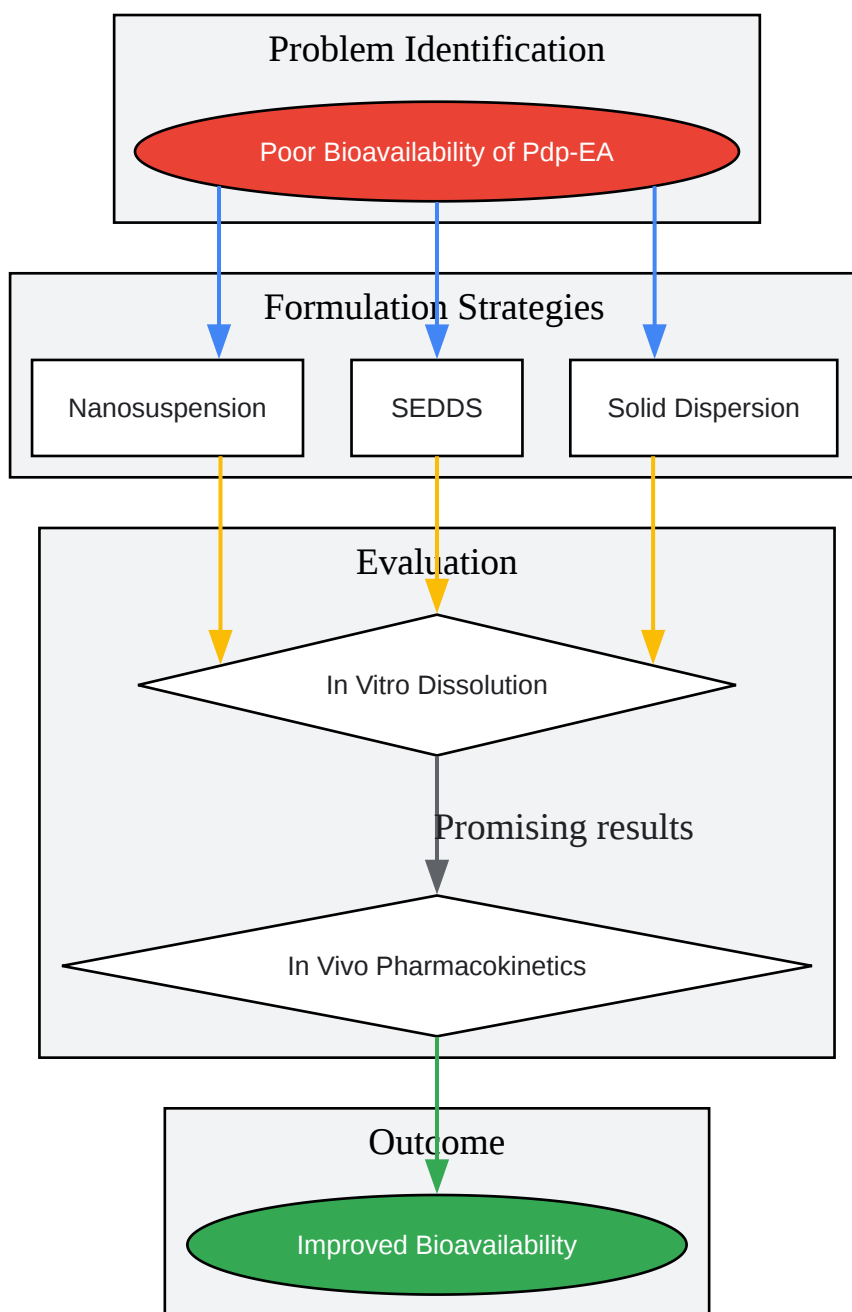 Problem Identification
Poor Bioavailability of Pdp-EA
Formulation Strategies
Nanosuspension
SEDDS
Solid Dispersion
Evaluation
In Vitro Dissolution
Promising results
In Vivo Pharmacokinetics
Outcome
Improved Bioavailability